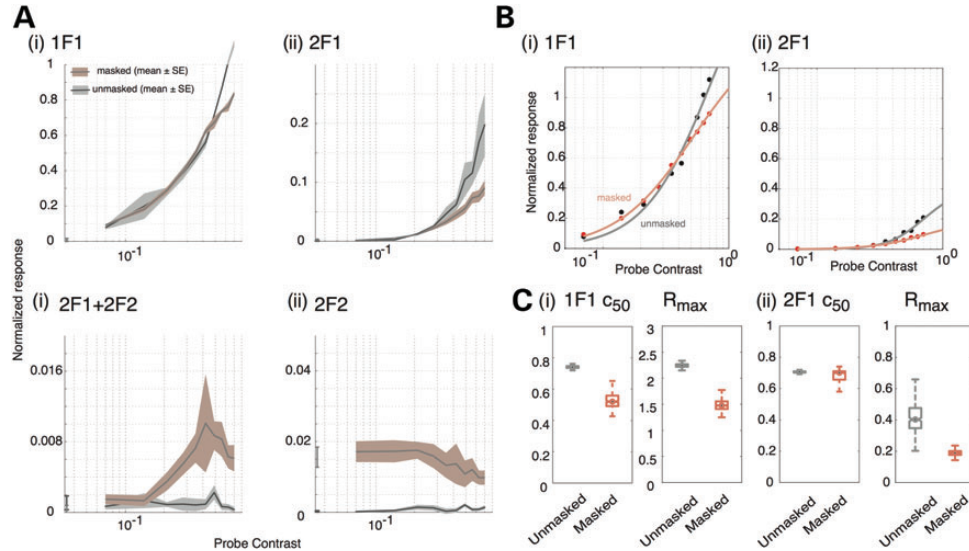 A
(i) 1F1
(ii) 2F1
1
0.8
0.6
0.4
0.2
0
masked (mean ± SE)
unmasked (mean ± SE)
10-1
0.2
0.1
0
10-1
Normalized response
(i) 2F1+2F2
(ii) 2F2
0.016
0.008
0
10-1
0.04
0.02
0
10-1
Probe Contrast
B
(i) 1F1
(ii) 2F1
Normalized response
1
0.8
0.6
0.4
0.2
0
masked
unmasked
10-1
100
Probe Contrast
1.2
1
0.8
0.6
0.4
0.2
0
10-1
100
Probe Contrast
C
(i) 1F1 c50
Rmax
(ii) 2F1 c50
Rmax
1
0.8
0.6
0.4
0.2
0
Unmasked
Masked
3
2.5
2
1.5
1
0.5
0
Unmasked
Masked
1
0.8
0.6
0.4
0.2
0
Unmasked
Masked
1
0.8
0.6
0.4
0.2
0
Unmasked
Masked